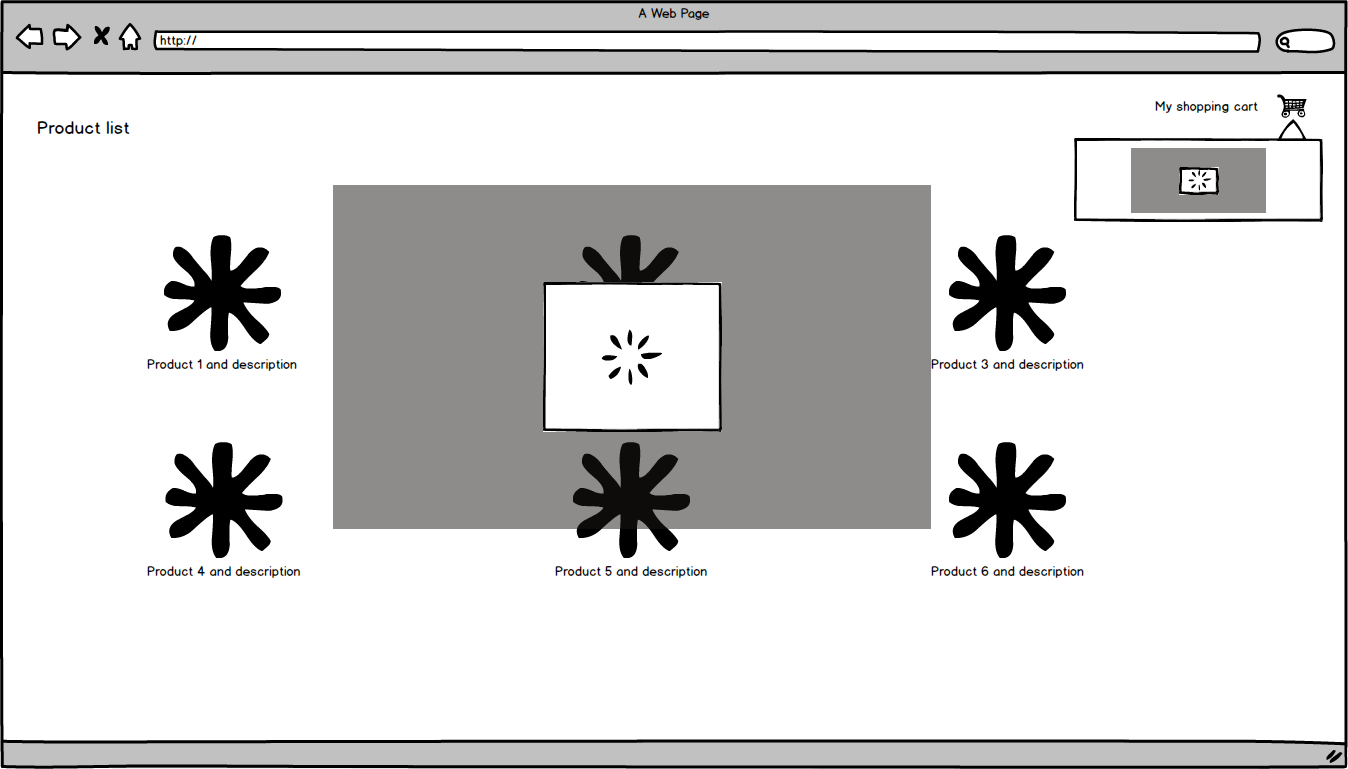 A Web Page
http://
My shopping cart
Product list
Product 1 and description
Product 3 and description
Product 4 and description
Product 5 and description
Product 6 and description